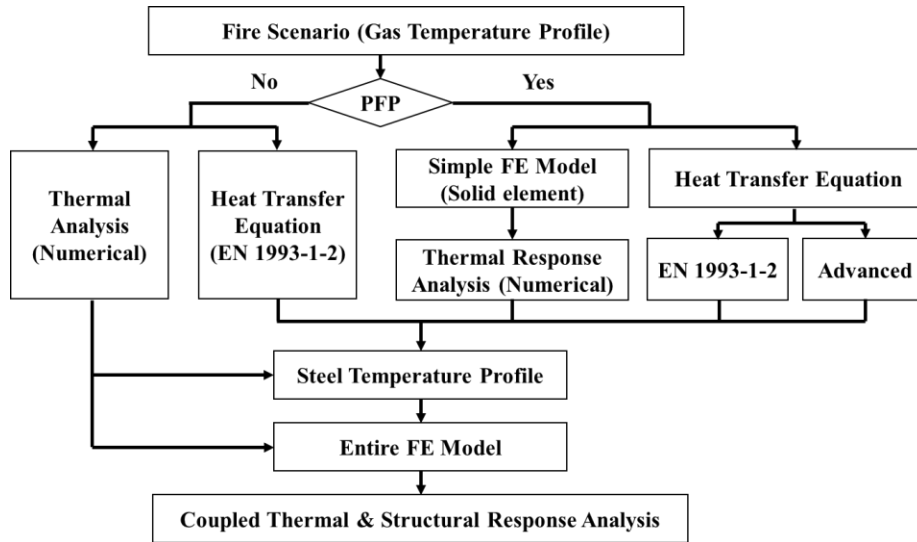 Fire Scenario (Gas Temperature Profile)
No
Yes
PFP
Thermal
Analysis
(Numerical)
Heat Transfer
Equation
(EN 1993-1-2)
Simple FE Model
(Solid element)
Heat Transfer Equation
Thermal Response
Analysis (Numerical)
EN 1993-1-2
Advanced
Steel Temperature Profile
Entire FE Model
Coupled Thermal & Structural Response Analysis